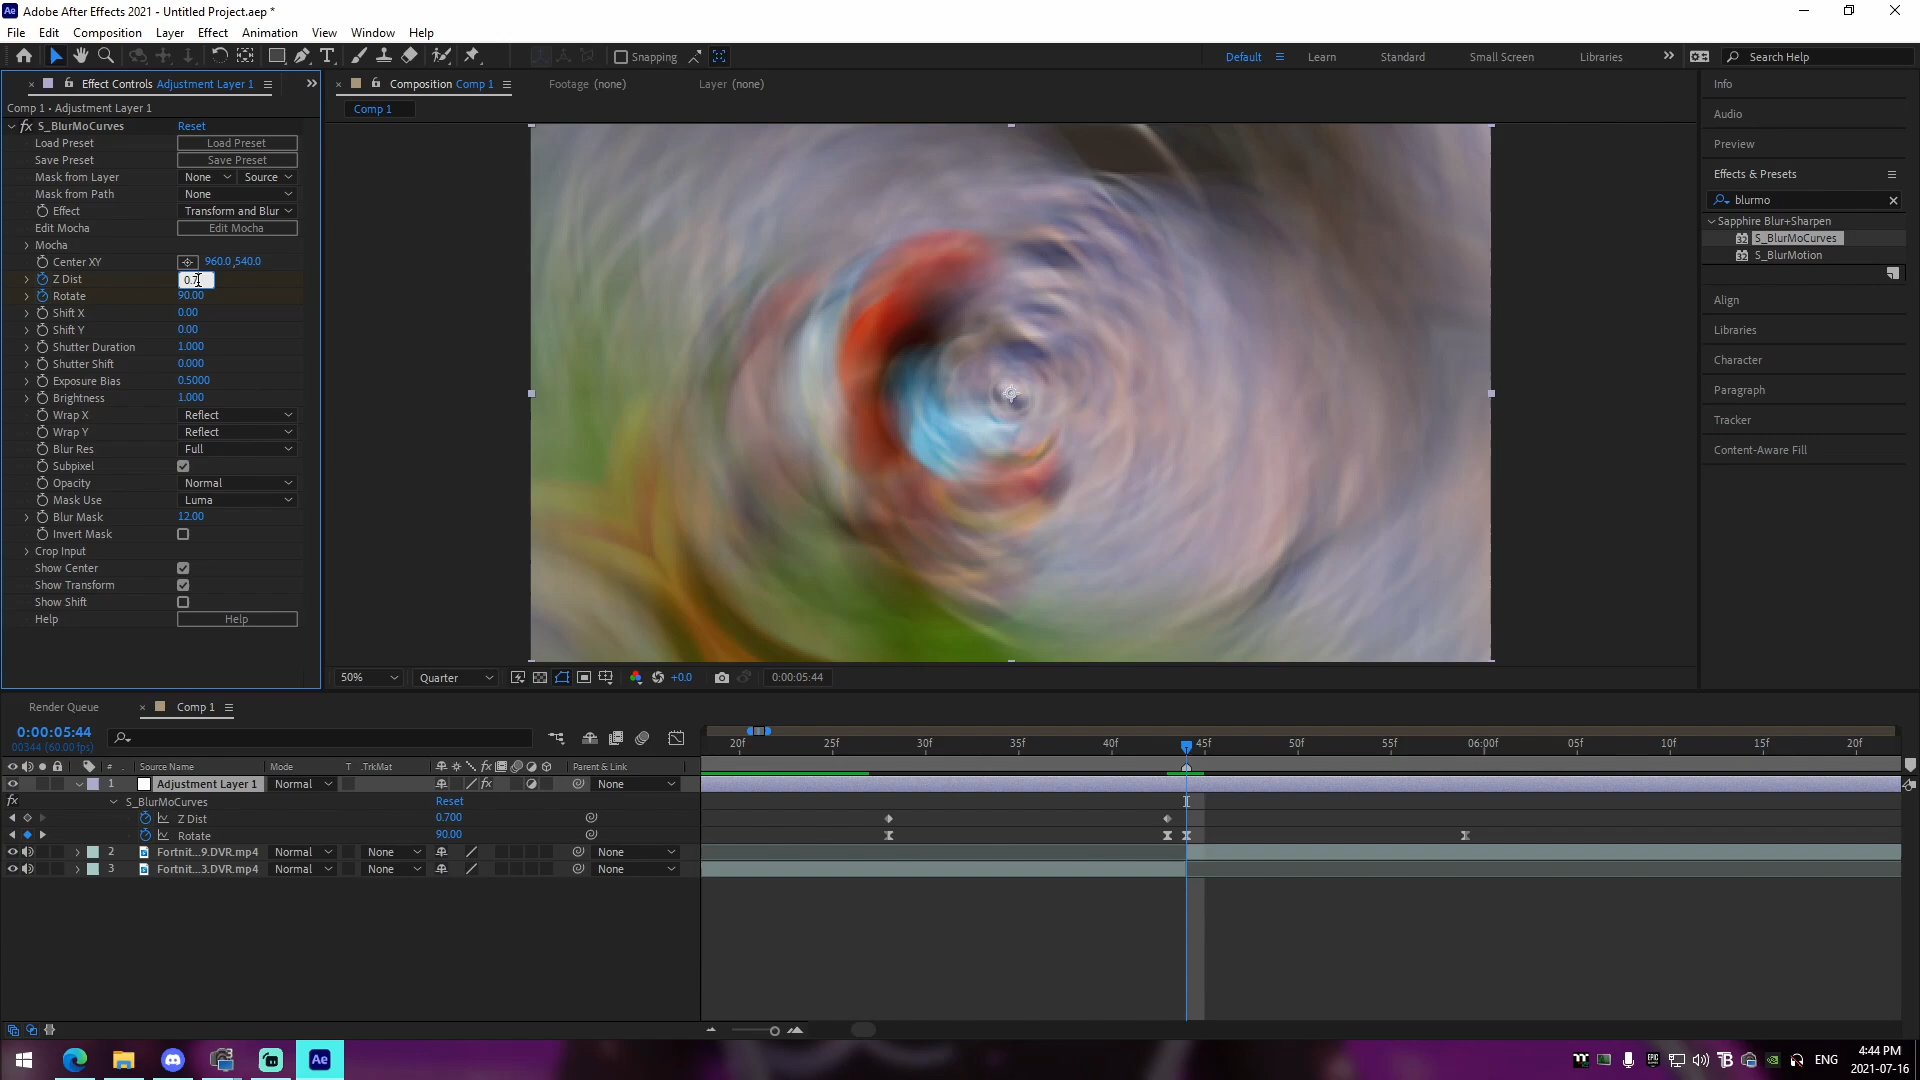 Adobe After Effects 2021 - Untitled Project.aep *
File Edit Composition Layer Effect Animation View Window Help
Snapping Default Learn Standard Small Screen Libraries Search Help
Effect Controls Adjustment Layer 1
Comp 1 • Adjustment Layer 1
fx S_BlurMoCurves Reset
Load Preset Load Preset
Save Preset Save Preset
Mask from Layer None Source
Mask from Path None
Effect Transform and Blur
Edit Mocha Edit Mocha
Mocha
Center XY 960.0,540.0
Z Dist 0.7
Rotate 90.00
Shift X 0.00
Shift Y 0.00
Shutter Duration 1.000
Shutter Shift 0.000
Exposure Bias 0.5000
Brightness 1.000
Wrap X Reflect
Wrap Y Reflect
Blur Res Full
Subpixel
Opacity Normal
Mask Use Luma
Blur Mask 12.00
Invert Mask
Crop Input
Show Center
Show Transform
Show Shift
Help Help
Composition Comp 1 Footage (none) Layer (none)
Comp 1
50% Quarter +0.0 0:00:05:44
Info
Audio
Preview
Effects & Presets
blurmo
Sapphire Blur+Sharpen
S_BlurMoCurves
S_BlurMotion
Align
Libraries
Character
Paragraph
Tracker
Content-Aware Fill
Render Queue Comp 1
0:00:05:44
00344 (60.00 fps)
20f 25f 30f 35f 40f 45f 50f 55f 06:00f 05f 10f 15f 20f
# Source Name Mode T .TrkMat Parent & Link
1 Adjustment Layer 1 Normal fx None
fx S_BlurMoCurves Reset
Z Dist 0.700
Rotate 90.00
2 Fortnit...9.DVR.mp4 Normal None None
3 Fortnit...3.DVR.mp4 Normal None None
Ae ENG 4:44 PM
2021-07-16